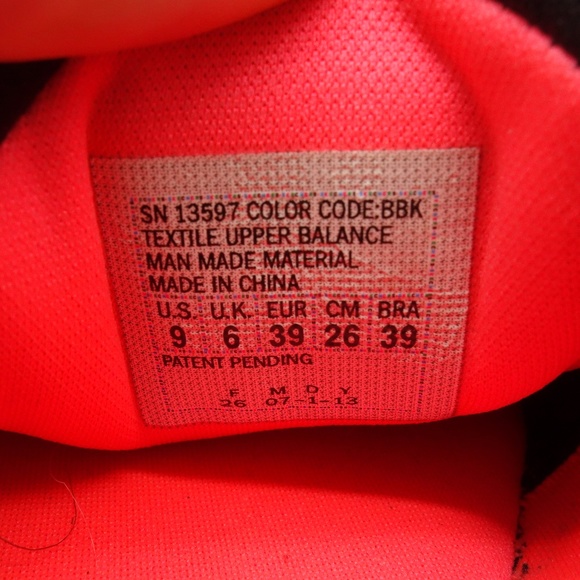 SN 13597 COLOR CODE:BBK
TEXTILE UPPER BALANCE
MAN MADE MATERIAL
MADE IN CHINA
U.S. U.K. EUR CM BRA
9 6 39 26 39
PATENT PENDING
F M D Y
26 07-1-13